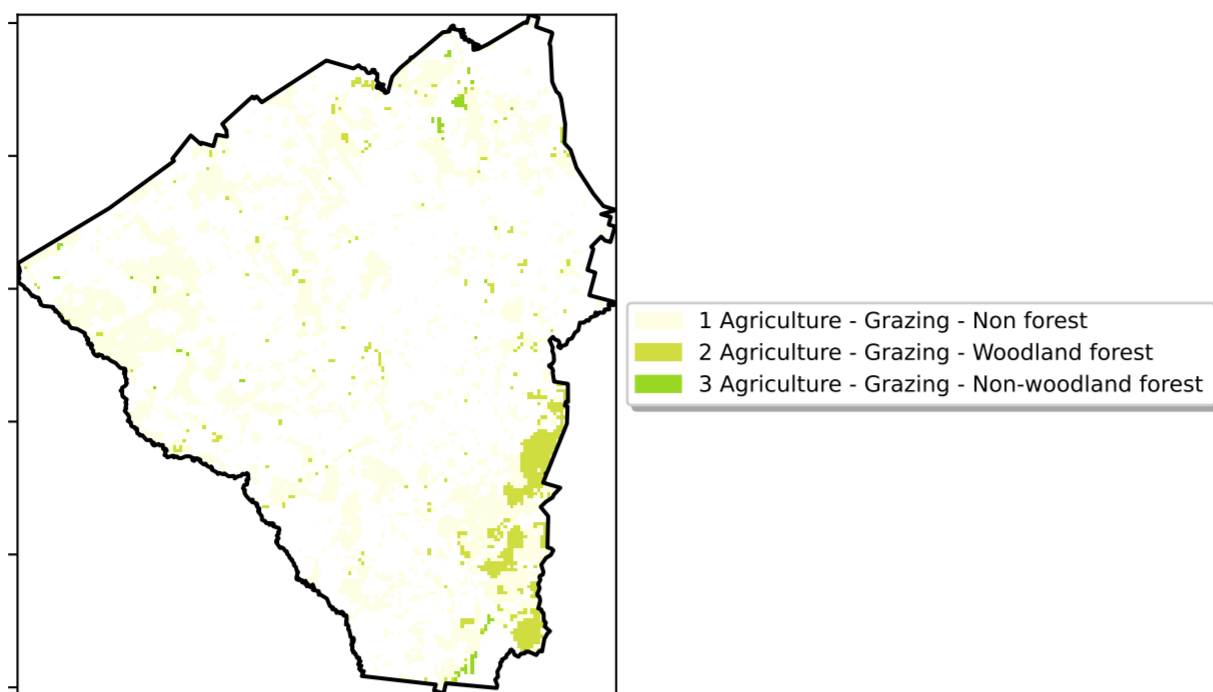 1 Agriculture - Grazing - Non forest
2 Agriculture - Grazing - Woodland forest
3 Agriculture - Grazing - Non-woodland forest